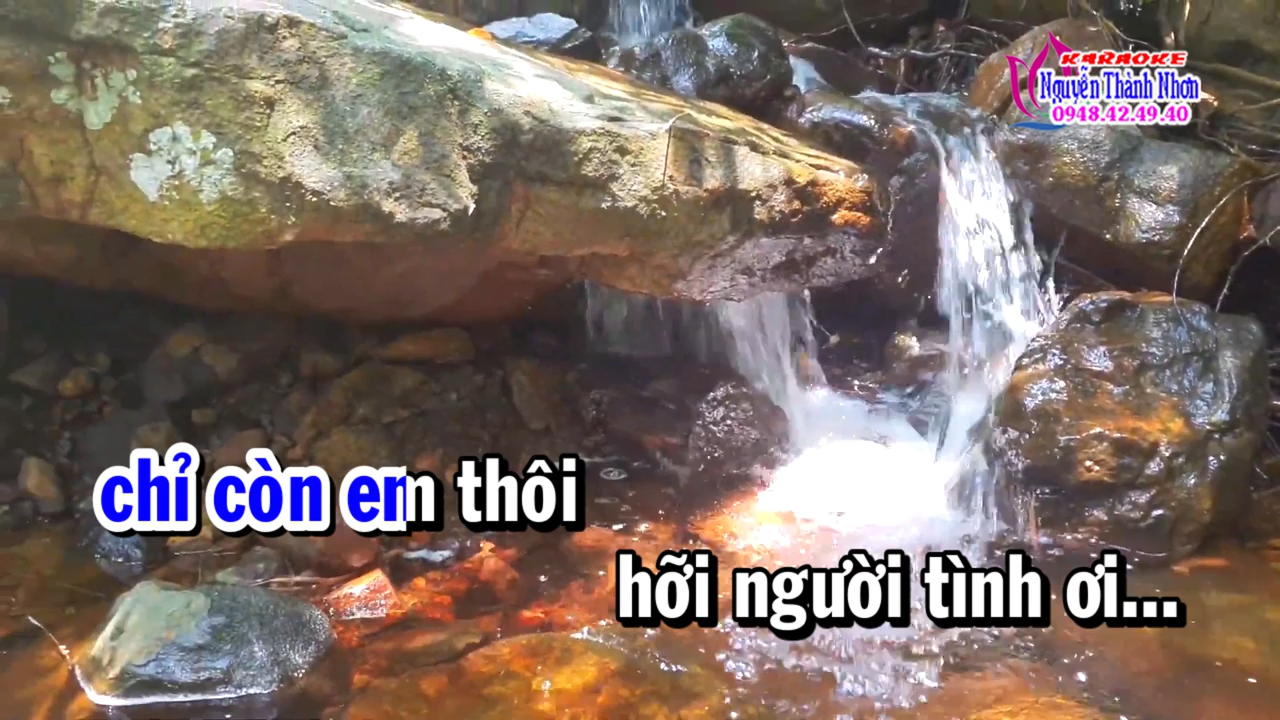 KARAOKE
Nguyễn Thành Nhơn
0948.42.49.40
chỉ còn em thôi
hỡi người tình ơi...